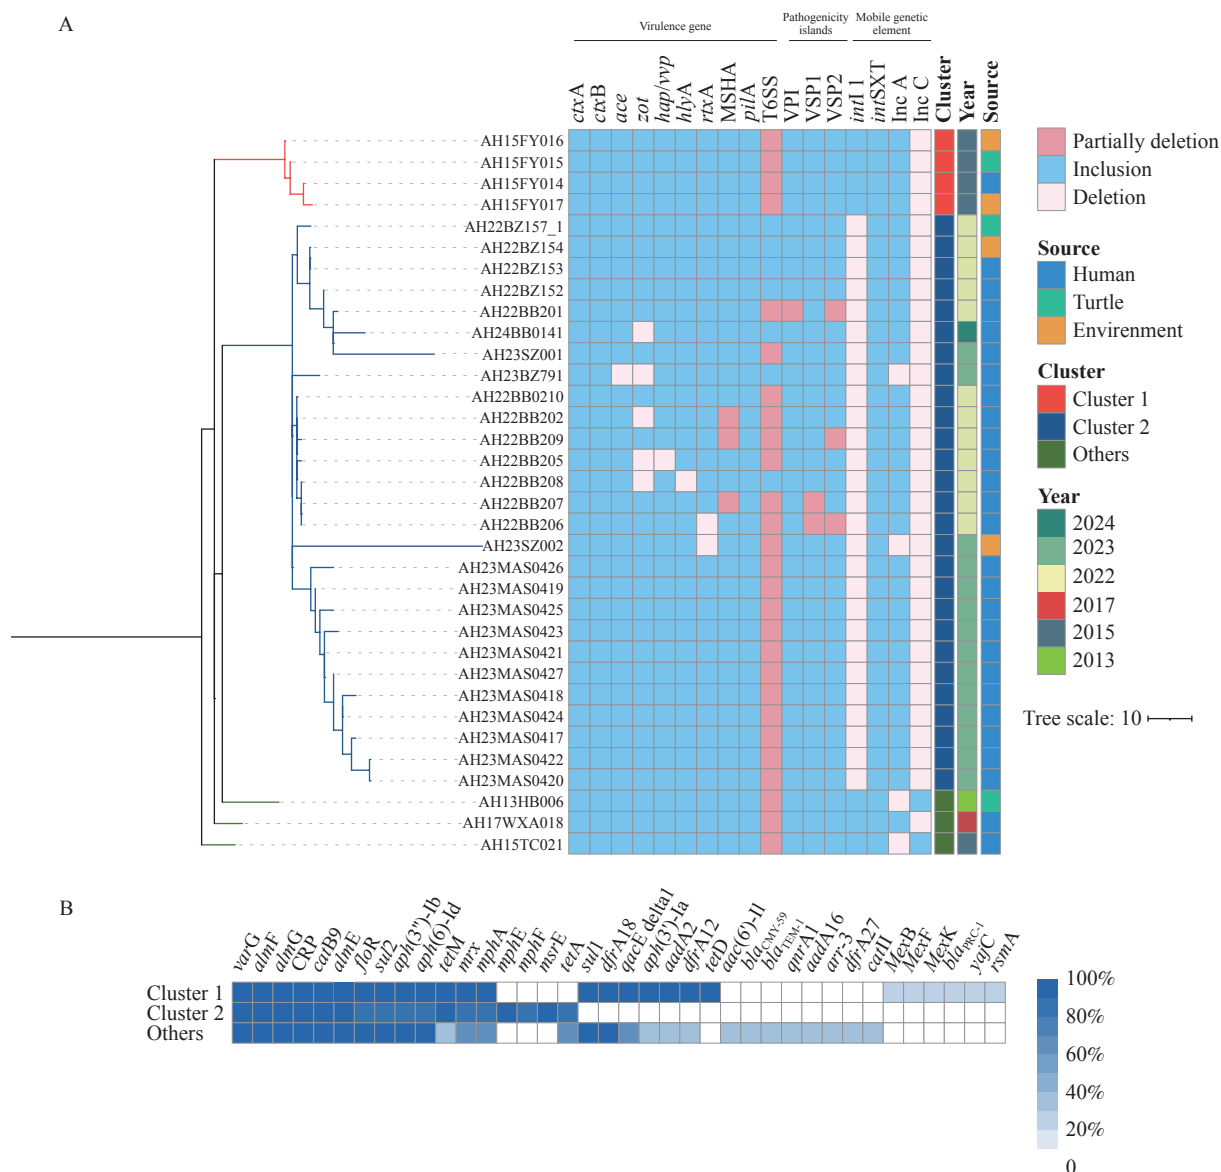 A
Virulence gene
Pathogenicity
islands
Mobile genetic
element
ctxA
ctxB
ace
zot
hap/vvp
hlyA
rtxA
MSHA
pilA
T6SS
VPI
VSP1
VSP2
intI 1
intSXT
Inc A
Inc C
Cluster
Year
Source
AH15FY016
AH15FY015
AH15FY014
AH15FY017
AH22BZ157_1
AH22BZ154
AH22BZ153
AH22BZ152
AH22BB201
AH24BB0141
AH23SZ001
AH23BZ791
AH22BB0210
AH22BB202
AH22BB209
AH22BB205
AH22BB208
AH22BB207
AH22BB206
AH23SZ002
AH23MAS0426
AH23MAS0419
AH23MAS0425
AH23MAS0423
AH23MAS0421
AH23MAS0427
AH23MAS0418
AH23MAS0424
AH23MAS0417
AH23MAS0422
AH23MAS0420
AH13HB006
AH17WXA018
AH15TC021
Partially deletion
Inclusion
Deletion
Source
Human
Turtle
Envirenment
Cluster
Cluster 1
Cluster 2
Others
Year
2024
2023
2022
2017
2015
2013
Tree scale: 10
B
varG
almF
almG
CRP
catB9
almE
floR
sul2
aph(3'')-Ib
aph(6)-Id
tetM
mrx
mphA
mphE
mphF
msrE
tetA
sul1
dfrA18
qacE delta1
aph(3')-Ia
aadA2
dfrA12
tetD
aac(6')-Il
blaCMY-59
blaTEM-1
qnrA1
aadA16
arr-3
dfrA27
catII
MexB
MexF
MexK
blaPRC-1
yajC
rsmA
Cluster 1
Cluster 2
Others
100%
80%
60%
40%
20%
0